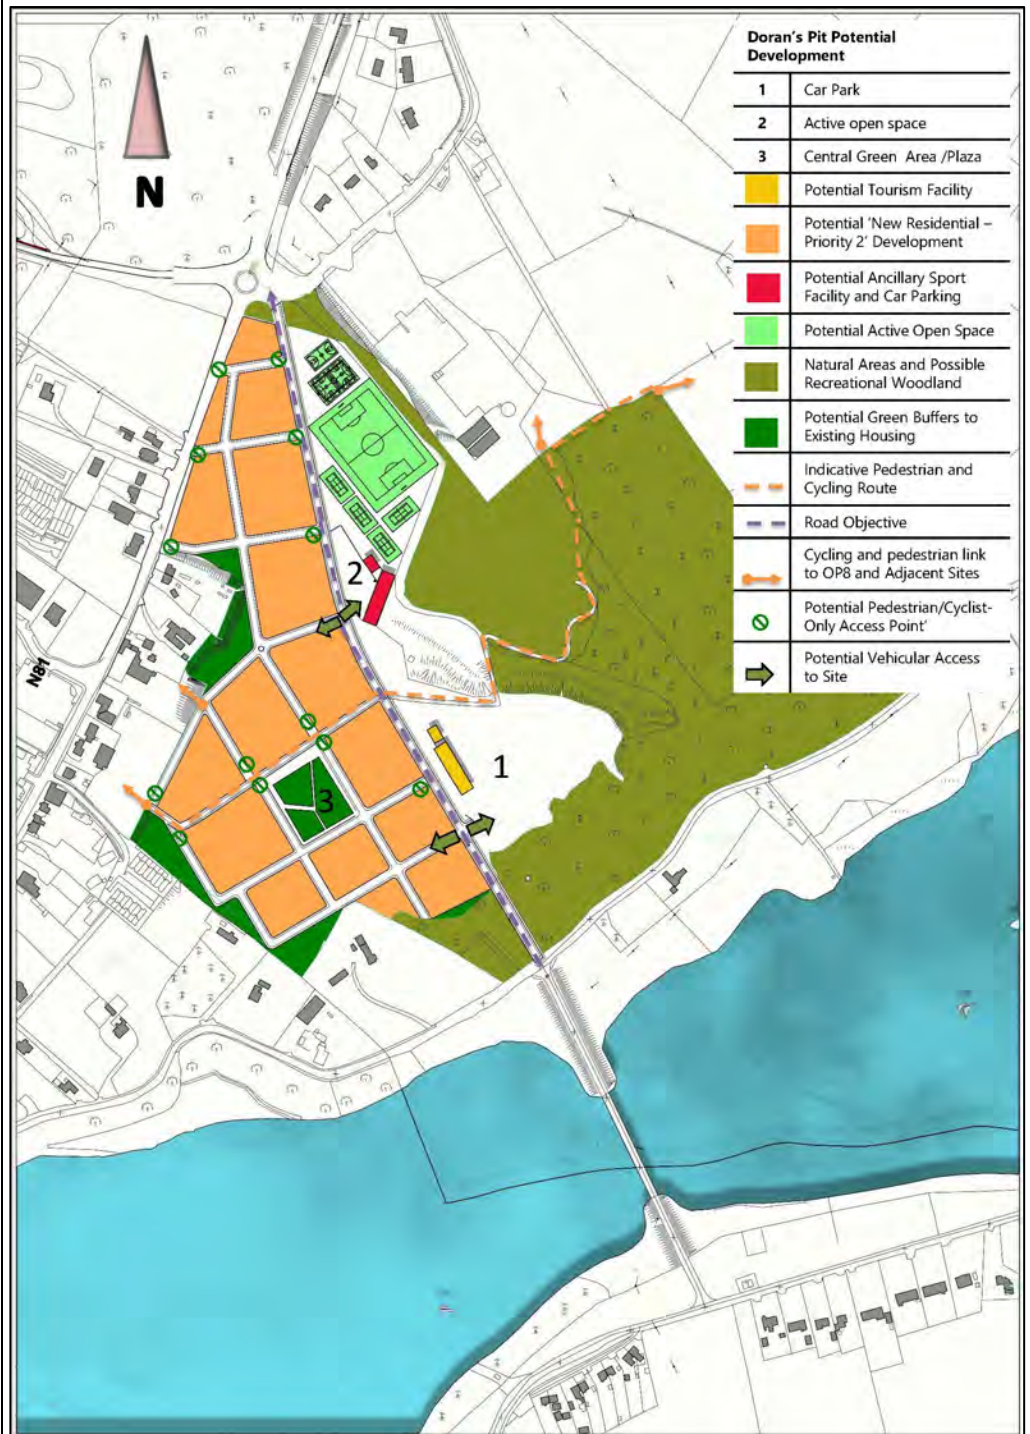 N
Doran's Pit Potential
Development
1 Car Park
2 Active open space
3 Central Green Area /Plaza
Potential Tourism Facility
Potential 'New Residential –
Priority 2' Development
Potential Ancillary Sport
Facility and Car Parking
Potential Active Open Space
Natural Areas and Possible
Recreational Woodland
Potential Green Buffers to
Existing Housing
Indicative Pedestrian and
Cycling Route
Road Objective
Cycling and pedestrian link
to OP8 and Adjacent Sites
Potential Pedestrian/Cyclist-
Only Access Point'
Potential Vehicular Access
to Site
2
N81
1
3